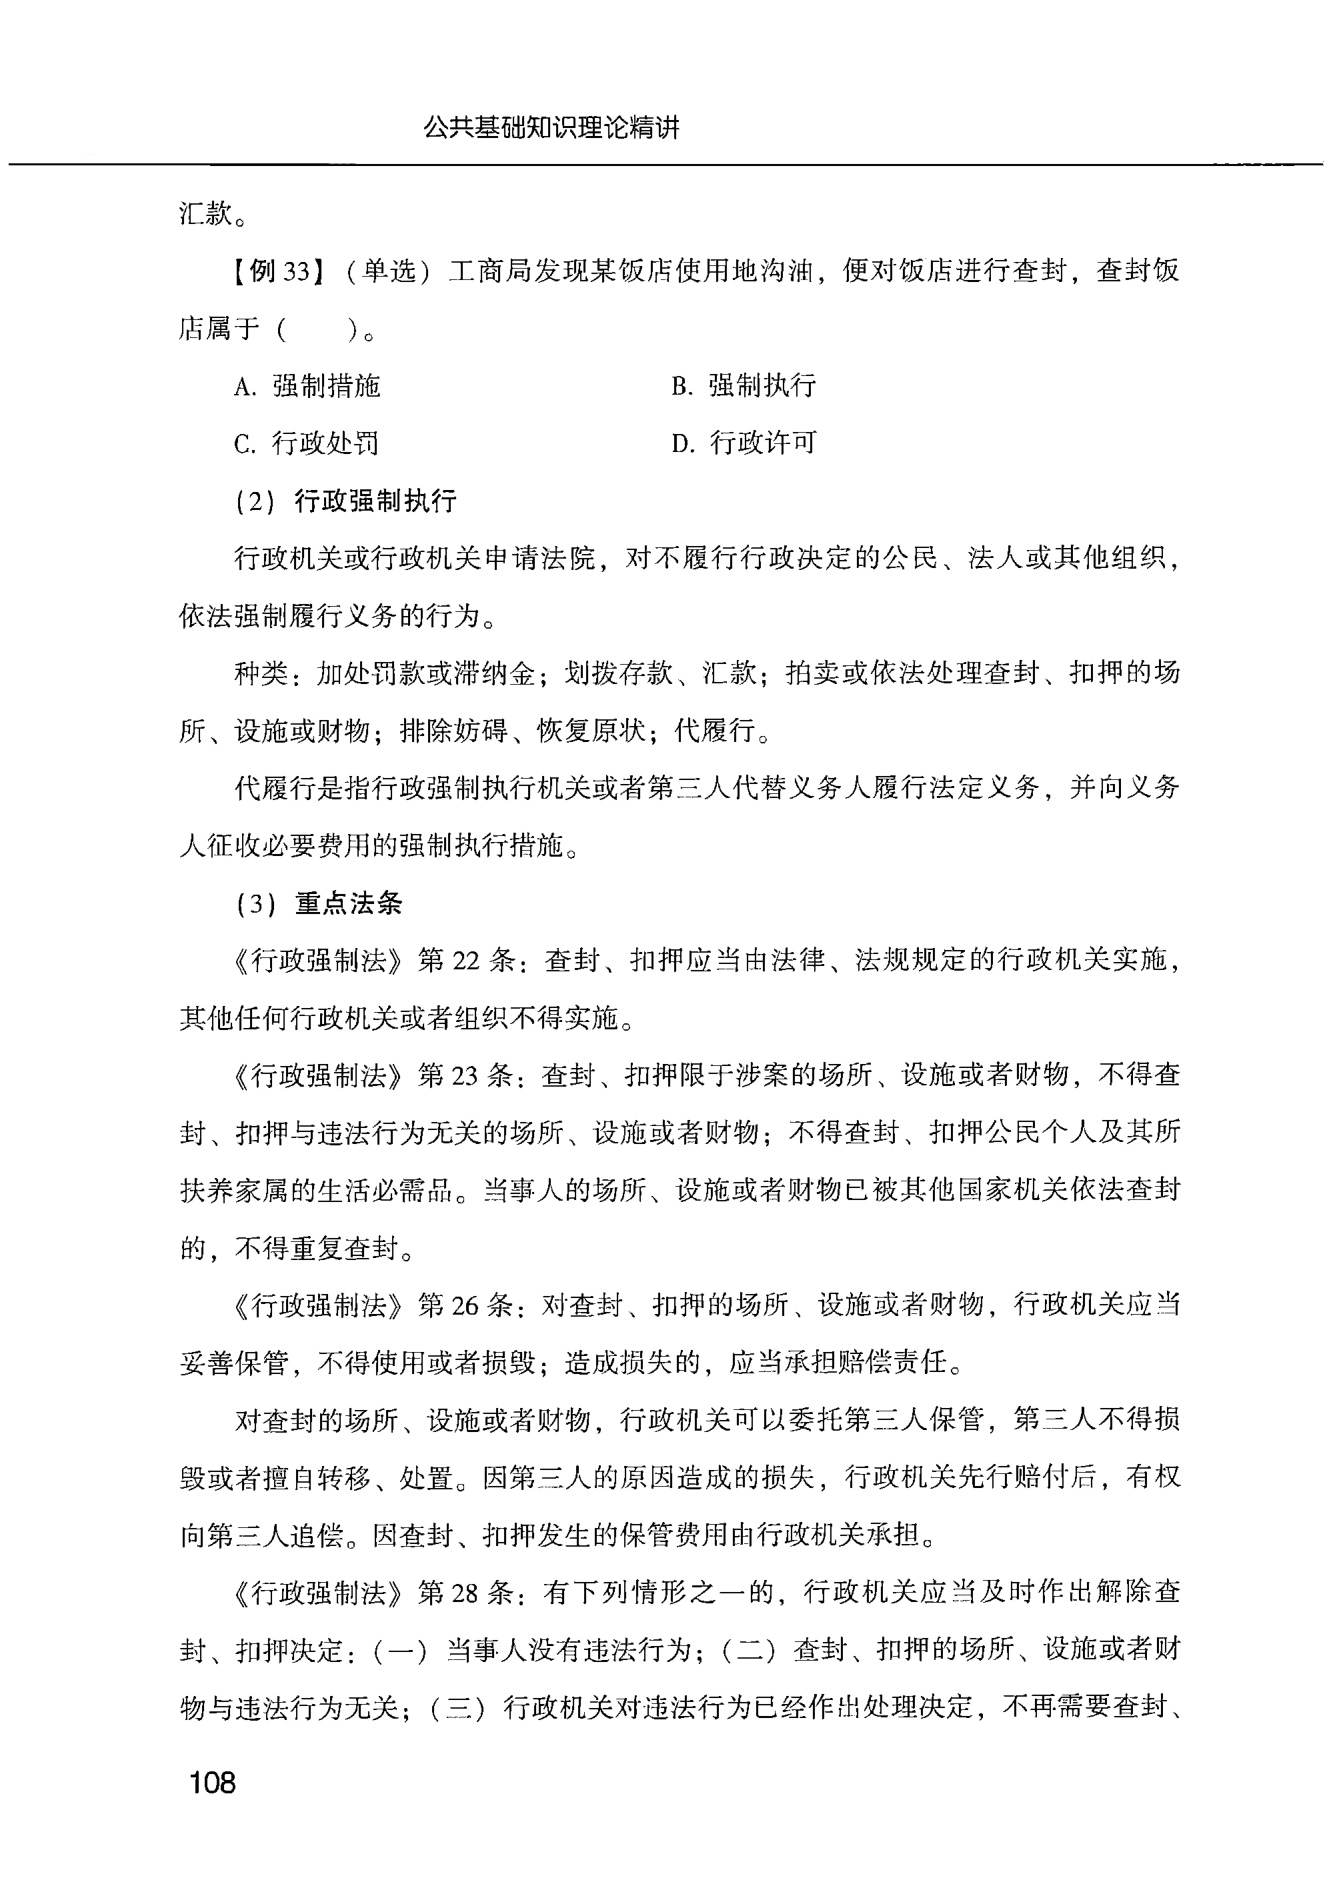 公共基础知识理论精讲
汇款。
【例 33】（单选）工商局发现某饭店使用地沟油，便对饭店进行查封，查封饭
店属于（　　）。
A. 强制措施　　B. 强制执行
C. 行政处罚　　D. 行政许可
（2）行政强制执行
行政机关或行政机关申请法院，对不履行行政决定的公民、法人或其他组织，
依法强制履行义务的行为。
种类：加处罚款或滞纳金；划拨存款、汇款；拍卖或依法处理查封、扣押的场
所、设施或财物；排除妨碍、恢复原状；代履行。
代履行是指行政强制执行机关或者第三人代替义务人履行法定义务，并向义务
人征收必要费用的强制执行措施。
（3）重点法条
《行政强制法》第 22 条：查封、扣押应当由法律、法规规定的行政机关实施，
其他任何行政机关或者组织不得实施。
《行政强制法》第 23 条：查封、扣押限于涉案的场所、设施或者财物，不得查
封、扣押与违法行为无关的场所、设施或者财物；不得查封、扣押公民个人及其所
扶养家属的生活必需品。当事人的场所、设施或者财物已被其他国家机关依法查封
的，不得重复查封。
《行政强制法》第 26 条：对查封、扣押的场所、设施或者财物，行政机关应当
妥善保管，不得使用或者损毁；造成损失的，应当承担赔偿责任。
对查封的场所、设施或者财物，行政机关可以委托第三人保管，第三人不得损
毁或者擅自转移、处置。因第三人的原因造成的损失，行政机关先行赔付后，有权
向第三人追偿。因查封、扣押发生的保管费用由行政机关承担。
《行政强制法》第 28 条：有下列情形之一的，行政机关应当及时作出解除查
封、扣押决定：（一）当事人没有违法行为；（二）查封、扣押的场所、设施或者财
物与违法行为无关；（三）行政机关对违法行为已经作出处理决定，不再需要查封、
108